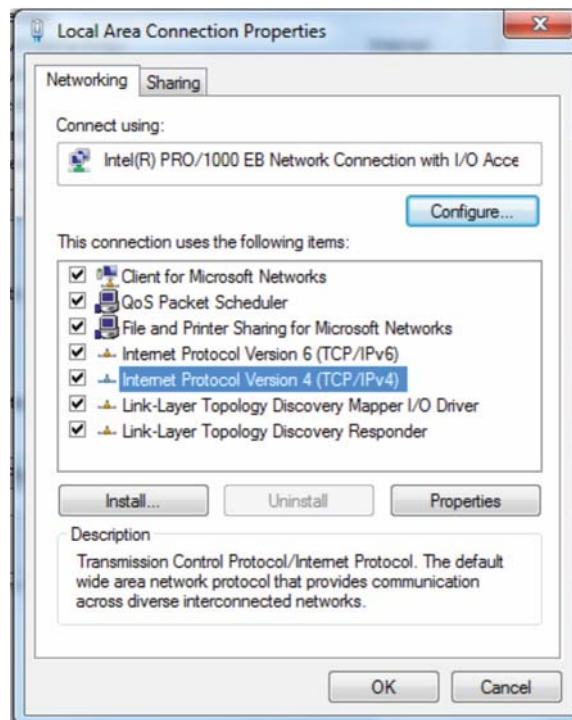 Local Area Connection Properties
Networking
Sharing
Connect using:
Intel(R) PRO/1000 EB Network Connection with I/O Acce
Configure...
This connection uses the following items:
Client for Microsoft Networks
QoS Packet Scheduler
File and Printer Sharing for Microsoft Networks
Internet Protocol Version 6 (TCP/IPv6)
Internet Protocol Version 4 (TCP/IPv4)
Link-Layer Topology Discovery Mapper I/O Driver
Link-Layer Topology Discovery Responder
Install...
Uninstall
Properties
Description
Transmission Control Protocol/Internet Protocol. The default
wide area network protocol that provides communication
across diverse interconnected networks.
OK
Cancel